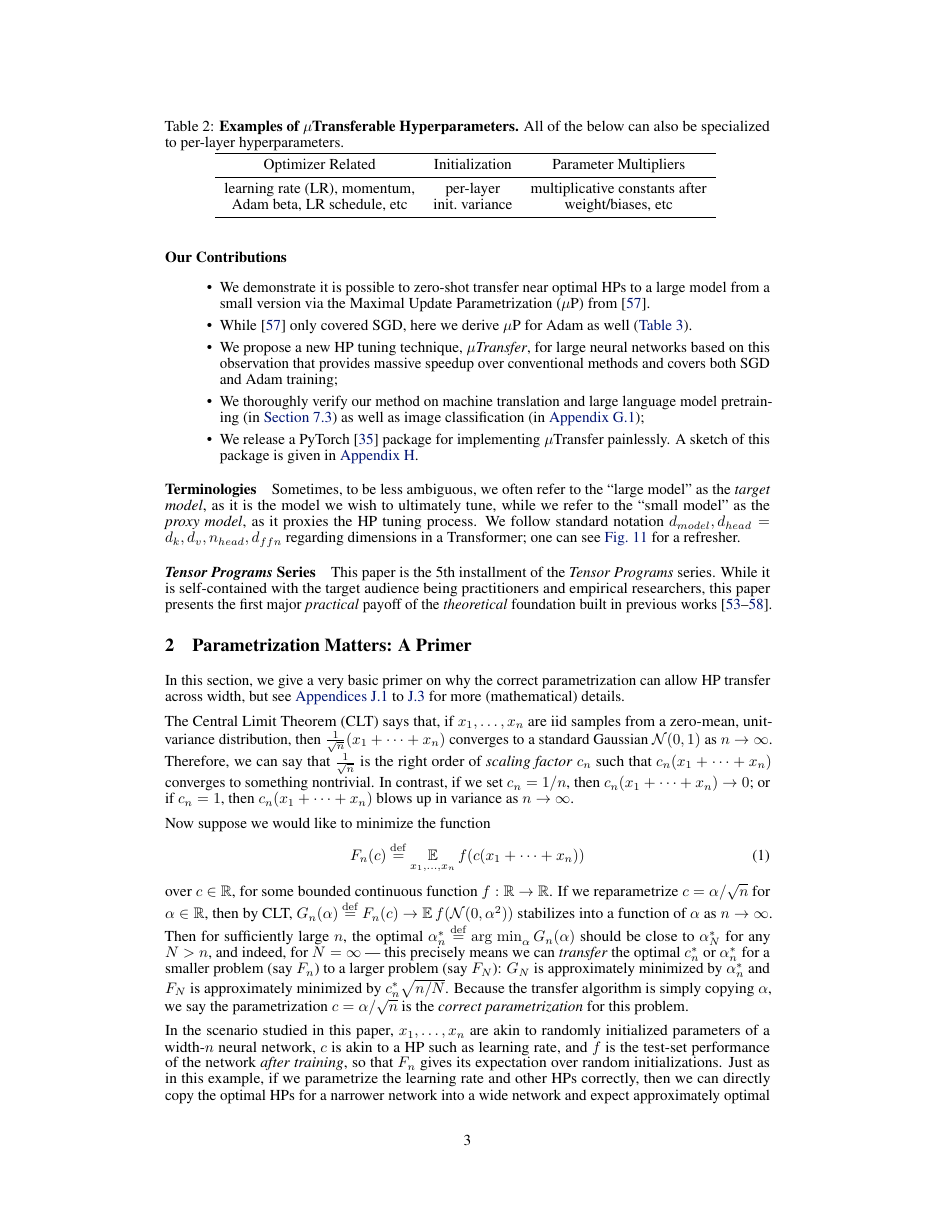 Table 2: Examples of μTransferable Hyperparameters. All of the below can also be specialized
to per-layer hyperparameters.
Optimizer Related Initialization Parameter Multipliers
learning rate (LR), momentum, per-layer multiplicative constants after
Adam beta, LR schedule, etc init. variance weight/biases, etc
Our Contributions
• We demonstrate it is possible to zero-shot transfer near optimal HPs to a large model from a
small version via the Maximal Update Parametrization (μP) from [57].
• While [57] only covered SGD, here we derive μP for Adam as well (Table 3).
• We propose a new HP tuning technique, μTransfer, for large neural networks based on this
observation that provides massive speedup over conventional methods and covers both SGD
and Adam training;
• We thoroughly verify our method on machine translation and large language model pretrain-
ing (in Section 7.3) as well as image classification (in Appendix G.1);
• We release a PyTorch [35] package for implementing μTransfer painlessly. A sketch of this
package is given in Appendix H.
Terminologies Sometimes, to be less ambiguous, we often refer to the “large model” as the target
model, as it is the model we wish to ultimately tune, while we refer to the “small model” as the
proxy model, as it proxies the HP tuning process. We follow standard notation d_model, d_head =
d_k, d_v, n_head, d_ffn regarding dimensions in a Transformer; one can see Fig. 11 for a refresher.
Tensor Programs Series This paper is the 5th installment of the Tensor Programs series. While it
is self-contained with the target audience being practitioners and empirical researchers, this paper
presents the first major practical payoff of the theoretical foundation built in previous works [53–58].
2 Parametrization Matters: A Primer
In this section, we give a very basic primer on why the correct parametrization can allow HP transfer
across width, but see Appendices J.1 to J.3 for more (mathematical) details.
The Central Limit Theorem (CLT) says that, if x_1, . . . , x_n are iid samples from a zero-mean, unit-
variance distribution, then 1/√n (x_1 + · · · + x_n) converges to a standard Gaussian N(0, 1) as n → ∞.
Therefore, we can say that 1/√n is the right order of scaling factor c_n such that c_n(x_1 + · · · + x_n)
converges to something nontrivial. In contrast, if we set c_n = 1/n, then c_n(x_1 + · · · + x_n) → 0; or
if c_n = 1, then c_n(x_1 + · · · + x_n) blows up in variance as n → ∞.
Now suppose we would like to minimize the function
F_n(c) def= E_{x_1,...,x_n} f(c(x_1 + · · · + x_n)) (1)
over c ∈ ℝ, for some bounded continuous function f : ℝ → ℝ. If we reparametrize c = α/√n for
α ∈ ℝ, then by CLT, G_n(α) def= F_n(c) → E f(N(0, α²)) stabilizes into a function of α as n → ∞.
Then for sufficiently large n, the optimal α*_n def= arg min_α G_n(α) should be close to α*_N for any
N > n, and indeed, for N = ∞ — this precisely means we can transfer the optimal c*_n or α*_n for a
smaller problem (say F_n) to a larger problem (say F_N): G_N is approximately minimized by α*_n and
F_N is approximately minimized by c*_n √(n/N). Because the transfer algorithm is simply copying α,
we say the parametrization c = α/√n is the correct parametrization for this problem.
In the scenario studied in this paper, x_1, . . . , x_n are akin to randomly initialized parameters of a
width-n neural network, c is akin to a HP such as learning rate, and f is the test-set performance
of the network after training, so that F_n gives its expectation over random initializations. Just as
in this example, if we parametrize the learning rate and other HPs correctly, then we can directly
copy the optimal HPs for a narrower network into a wide network and expect approximately optimal
3